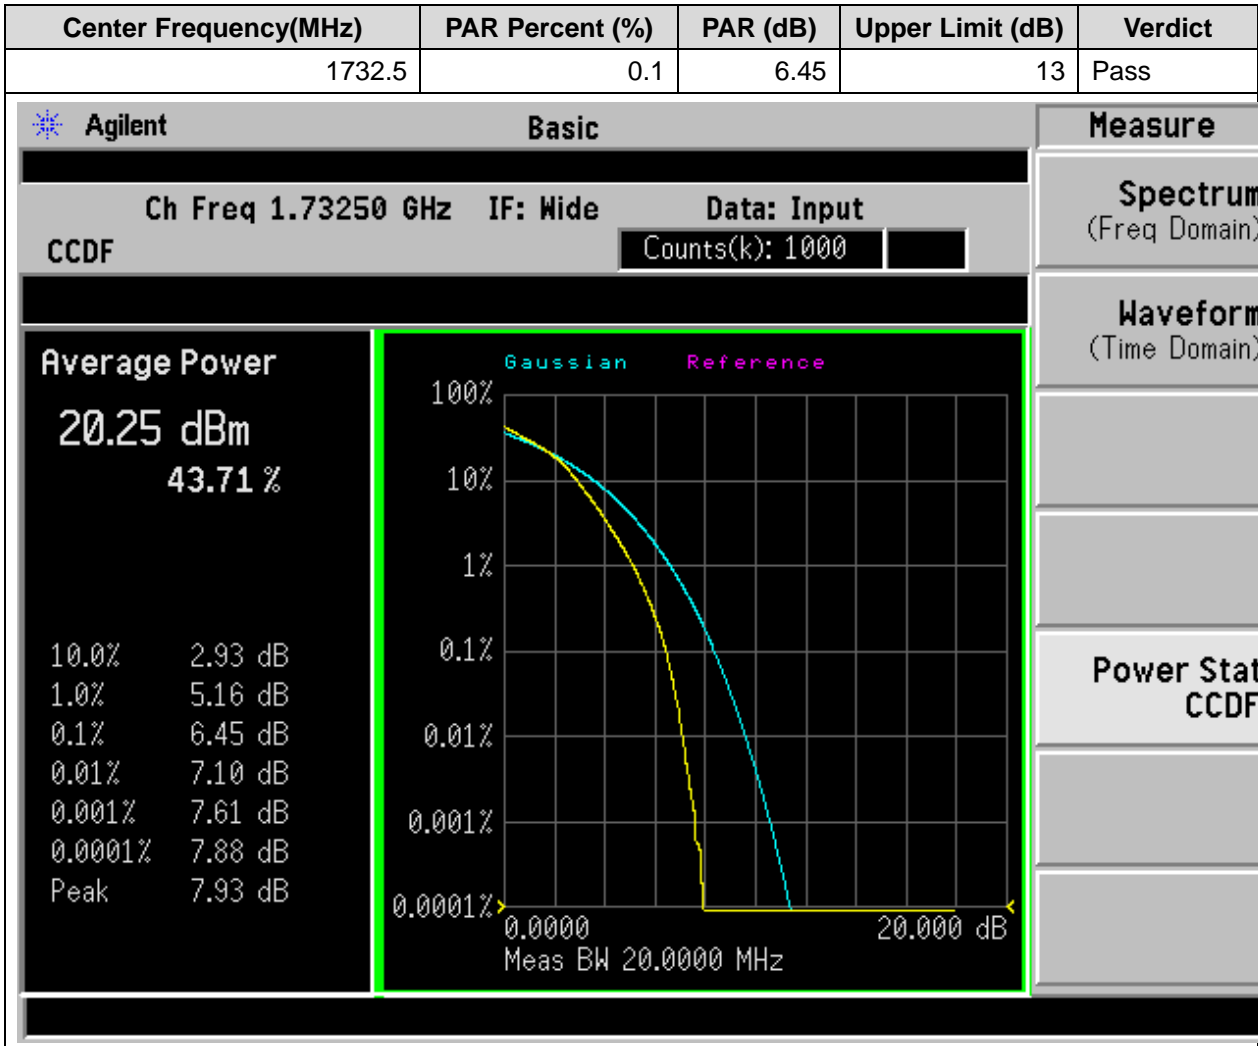 Center Frequency(MHz) PAR Percent (%) PAR (dB) Upper Limit (dB) Verdict
1732.5 0.1 6.45 13 Pass
Agilent Basic Measure
Ch Freq 1.73250 GHz IF: Wide Data: Input
CCDF Counts(k): 1000
Spectrum
(Freq Domain)
Waveform
(Time Domain)
Power Stat
CCDF
Average Power
20.25 dBm
43.71 %
10.0% 2.93 dB
1.0% 5.16 dB
0.1% 6.45 dB
0.01% 7.10 dB
0.001% 7.61 dB
0.0001% 7.88 dB
Peak 7.93 dB
Gaussian Reference
100%
10%
1%
0.1%
0.01%
0.001%
0.0001%
0.0000 20.000 dB
Meas BW 20.0000 MHz